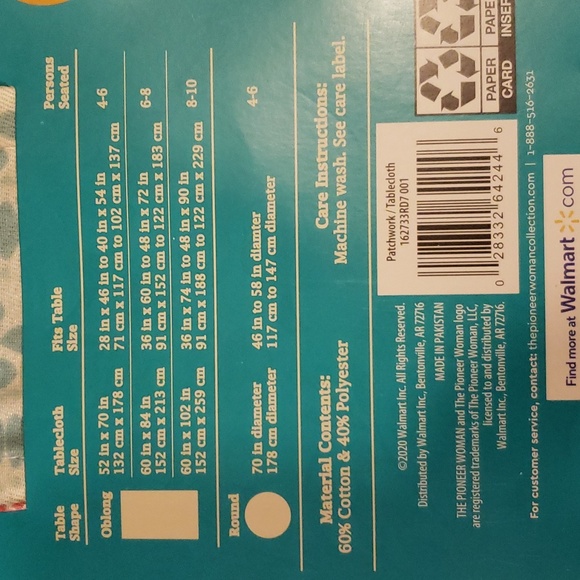 Table Shape
Tablecloth Size
Fits Table Size
Persons Seated
Oblong
52 in x 70 in
132 cm x 178 cm
28 in x 46 in to 40 in x 54 in
71 cm x 117 cm to 102 cm x 137 cm
4-6
60 in x 84 in
152 cm x 213 cm
36 in x 60 in to 48 in x 72 in
91 cm x 152 cm to 122 cm x 183 cm
6-8
60 in x 102 in
152 cm x 259 cm
36 in x 74 in to 48 in x 90 in
91 cm x 188 cm to 122 cm x 229 cm
8-10
Round
70 in diameter
178 cm diameter
46 in to 58 in diamter
117 cm to 147 cm diameter
4-6
Material Contents:
60% Cotton & 40% Polyester
Care Instructions:
Machine wash. See care label.
©2020 Walmart Inc. All Rights Reserved.
Distributed by Walmart Inc., Bentonville, AR 72716
MADE IN PAKISTAN
THE PIONEER WOMAN and The Pioneer Woman logo
are registered trademarks of The Pioneer Woman, LLC,
licensed to and distributed by
Walmart Inc., Bentonville, AR 72716.
Patchwork / Tablecloth
162733RD7 001
0 28332 64244 6
PAPER
CARD
PAPE
INSER
For customer service, contact: thepioneerwomancollection.com | 1-888-516-2631
Find more at Walmart.com